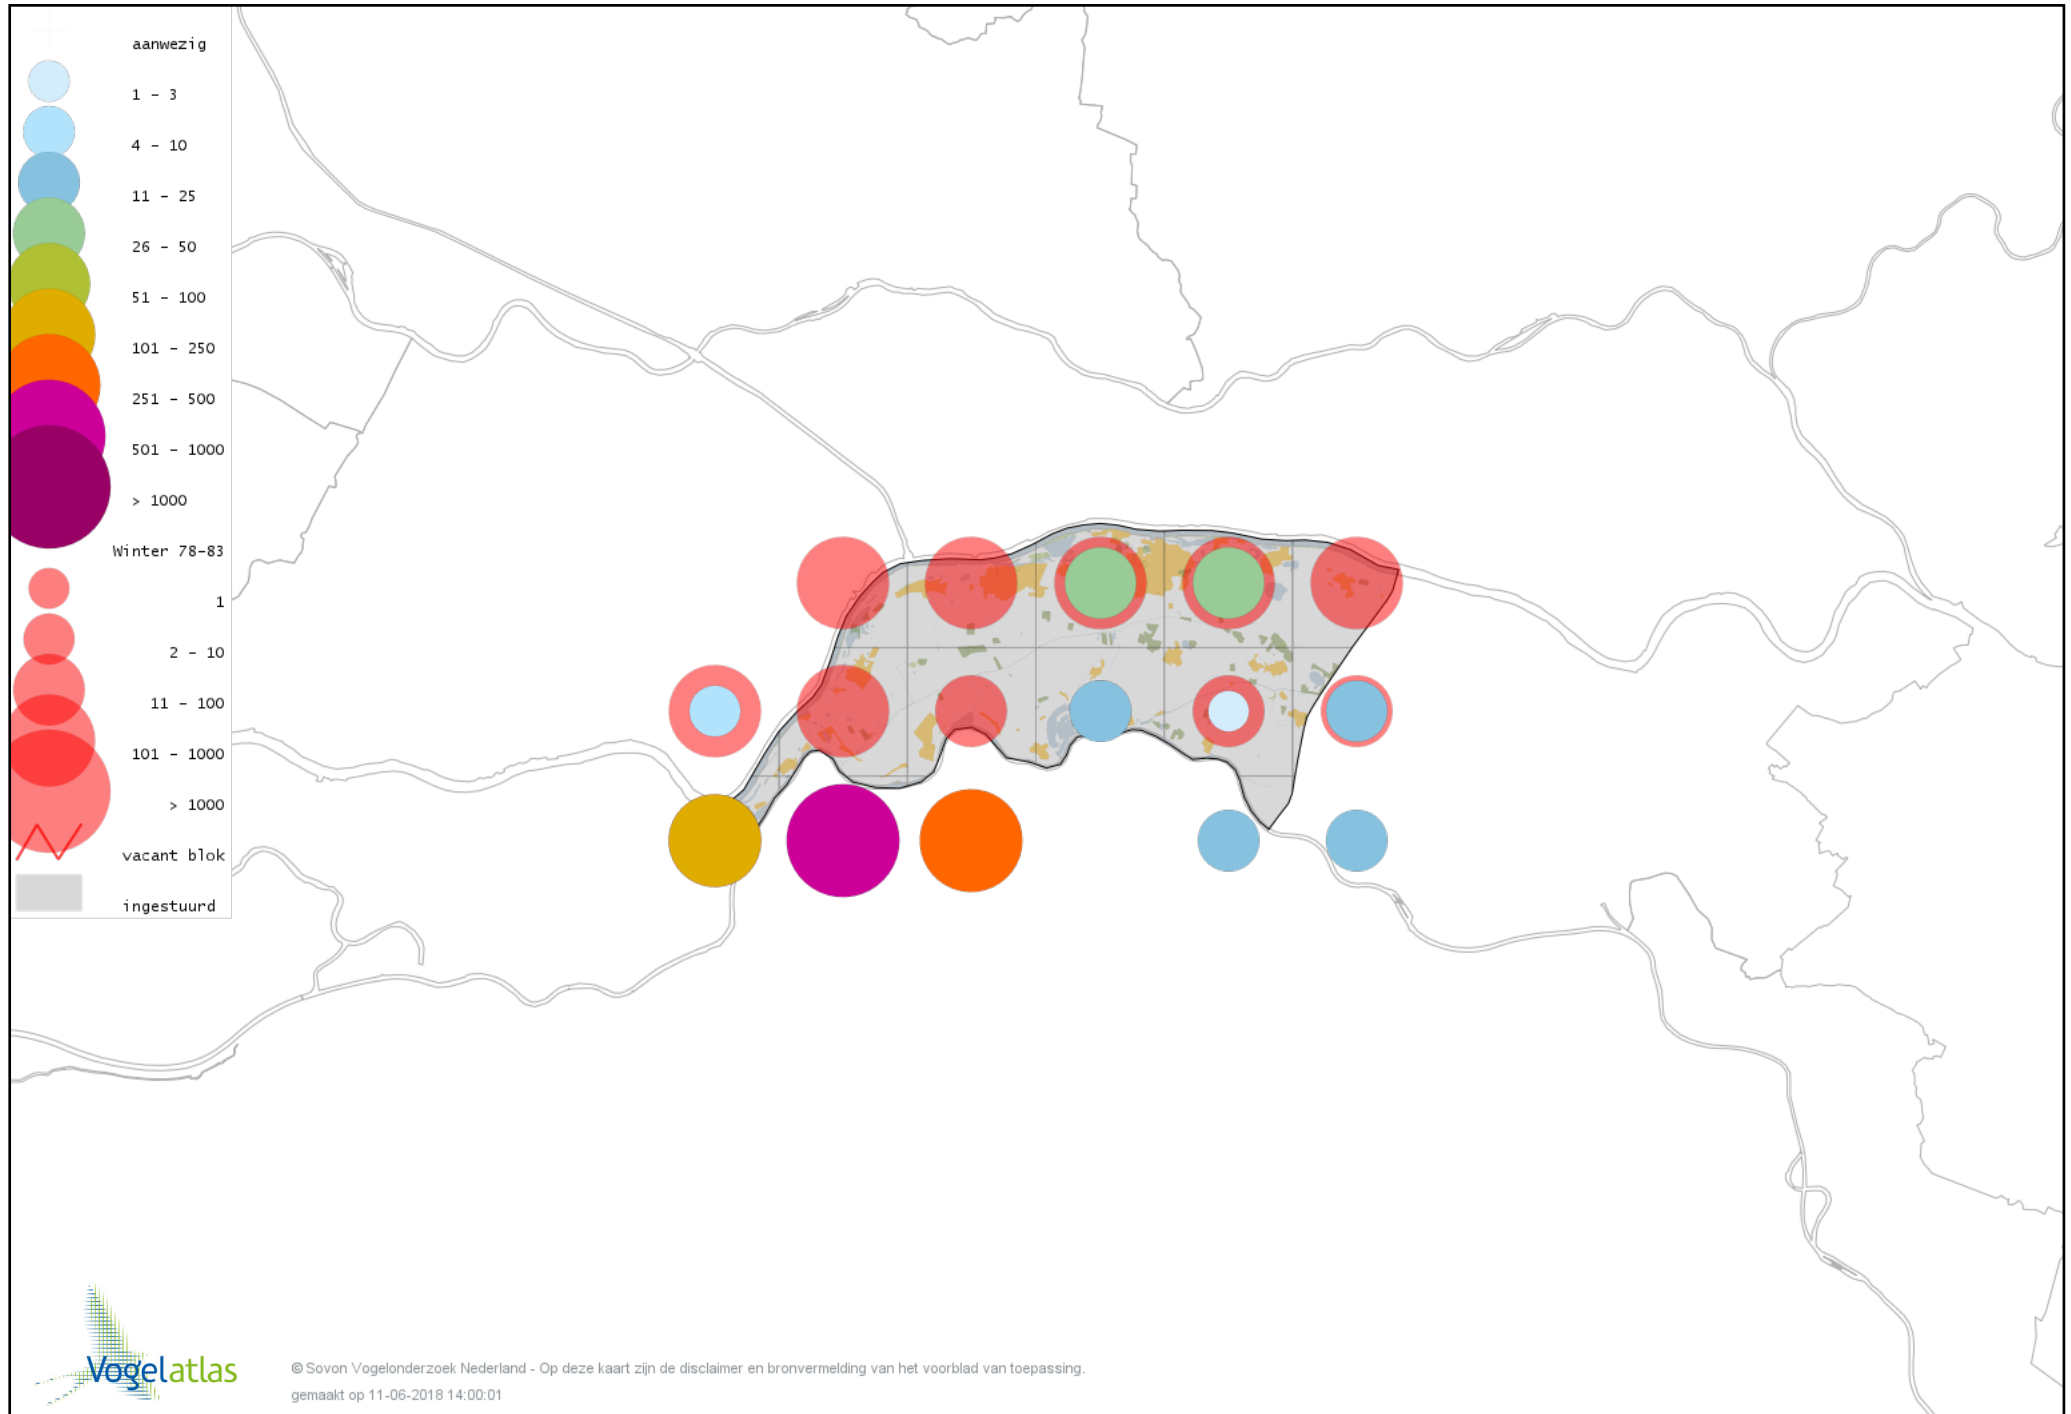 aanwezig
1 - 3
4 - 10
11 - 25
26 - 50
51 - 100
101 - 250
251 - 500
501 - 1000
> 1000
Winter 78-83
1
2 - 10
11 - 100
101 - 1000
> 1000
vacant blok
ingestuurd
Vogelatlas
© Sovon Vogelonderzoek Nederland - Op deze kaart zijn de disclaimer en bronvermelding van het voorblad van toepassing.
gemaakt op 11-06-2018 14:00:01